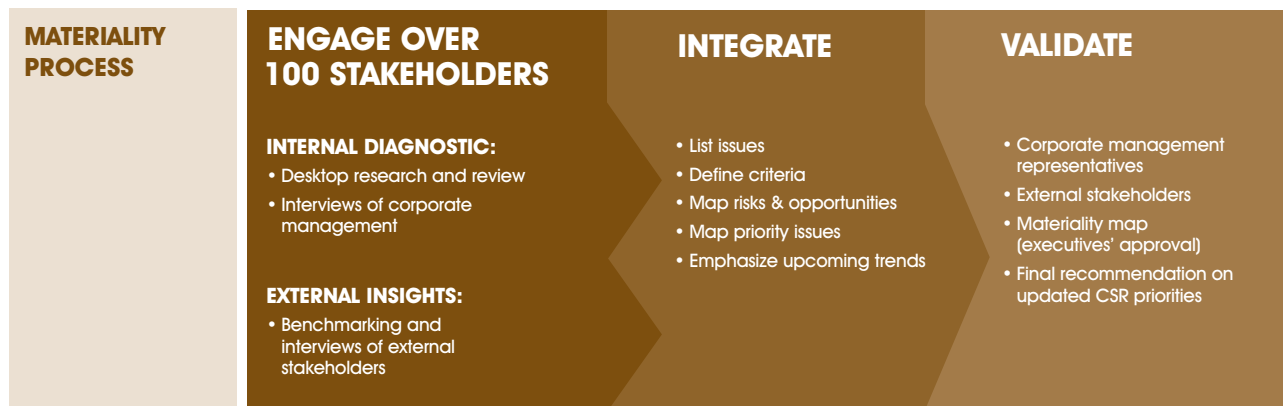 MATERIALITY
PROCESS
ENGAGE OVER
100 STAKEHOLDERS
INTERNAL DIAGNOSTIC:
• Desktop research and review
• Interviews of corporate
management
EXTERNAL INSIGHTS:
• Benchmarking and
interviews of external
stakeholders
INTEGRATE
• List issues
• Define criteria
• Map risks & opportunities
• Map priority issues
• Emphasize upcoming trends
VALIDATE
• Corporate management
representatives
• External stakeholders
• Materiality map
(executives’ approval)
• Final recommendation on
updated CSR priorities